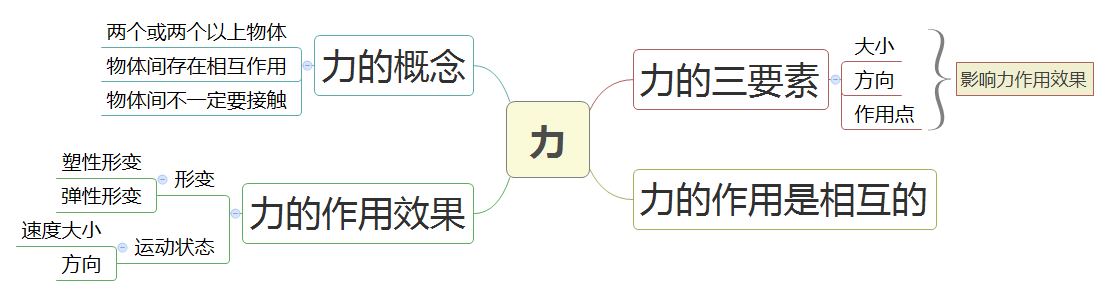 力
力的概念
两个或两个以上物体
物体间存在相互作用
物体间不一定要接触
力的三要素
大小
方向
作用点
影响力作用效果
力的作用效果
形变
塑性形变
弹性形变
运动状态
速度大小
方向
力的作用是相互的